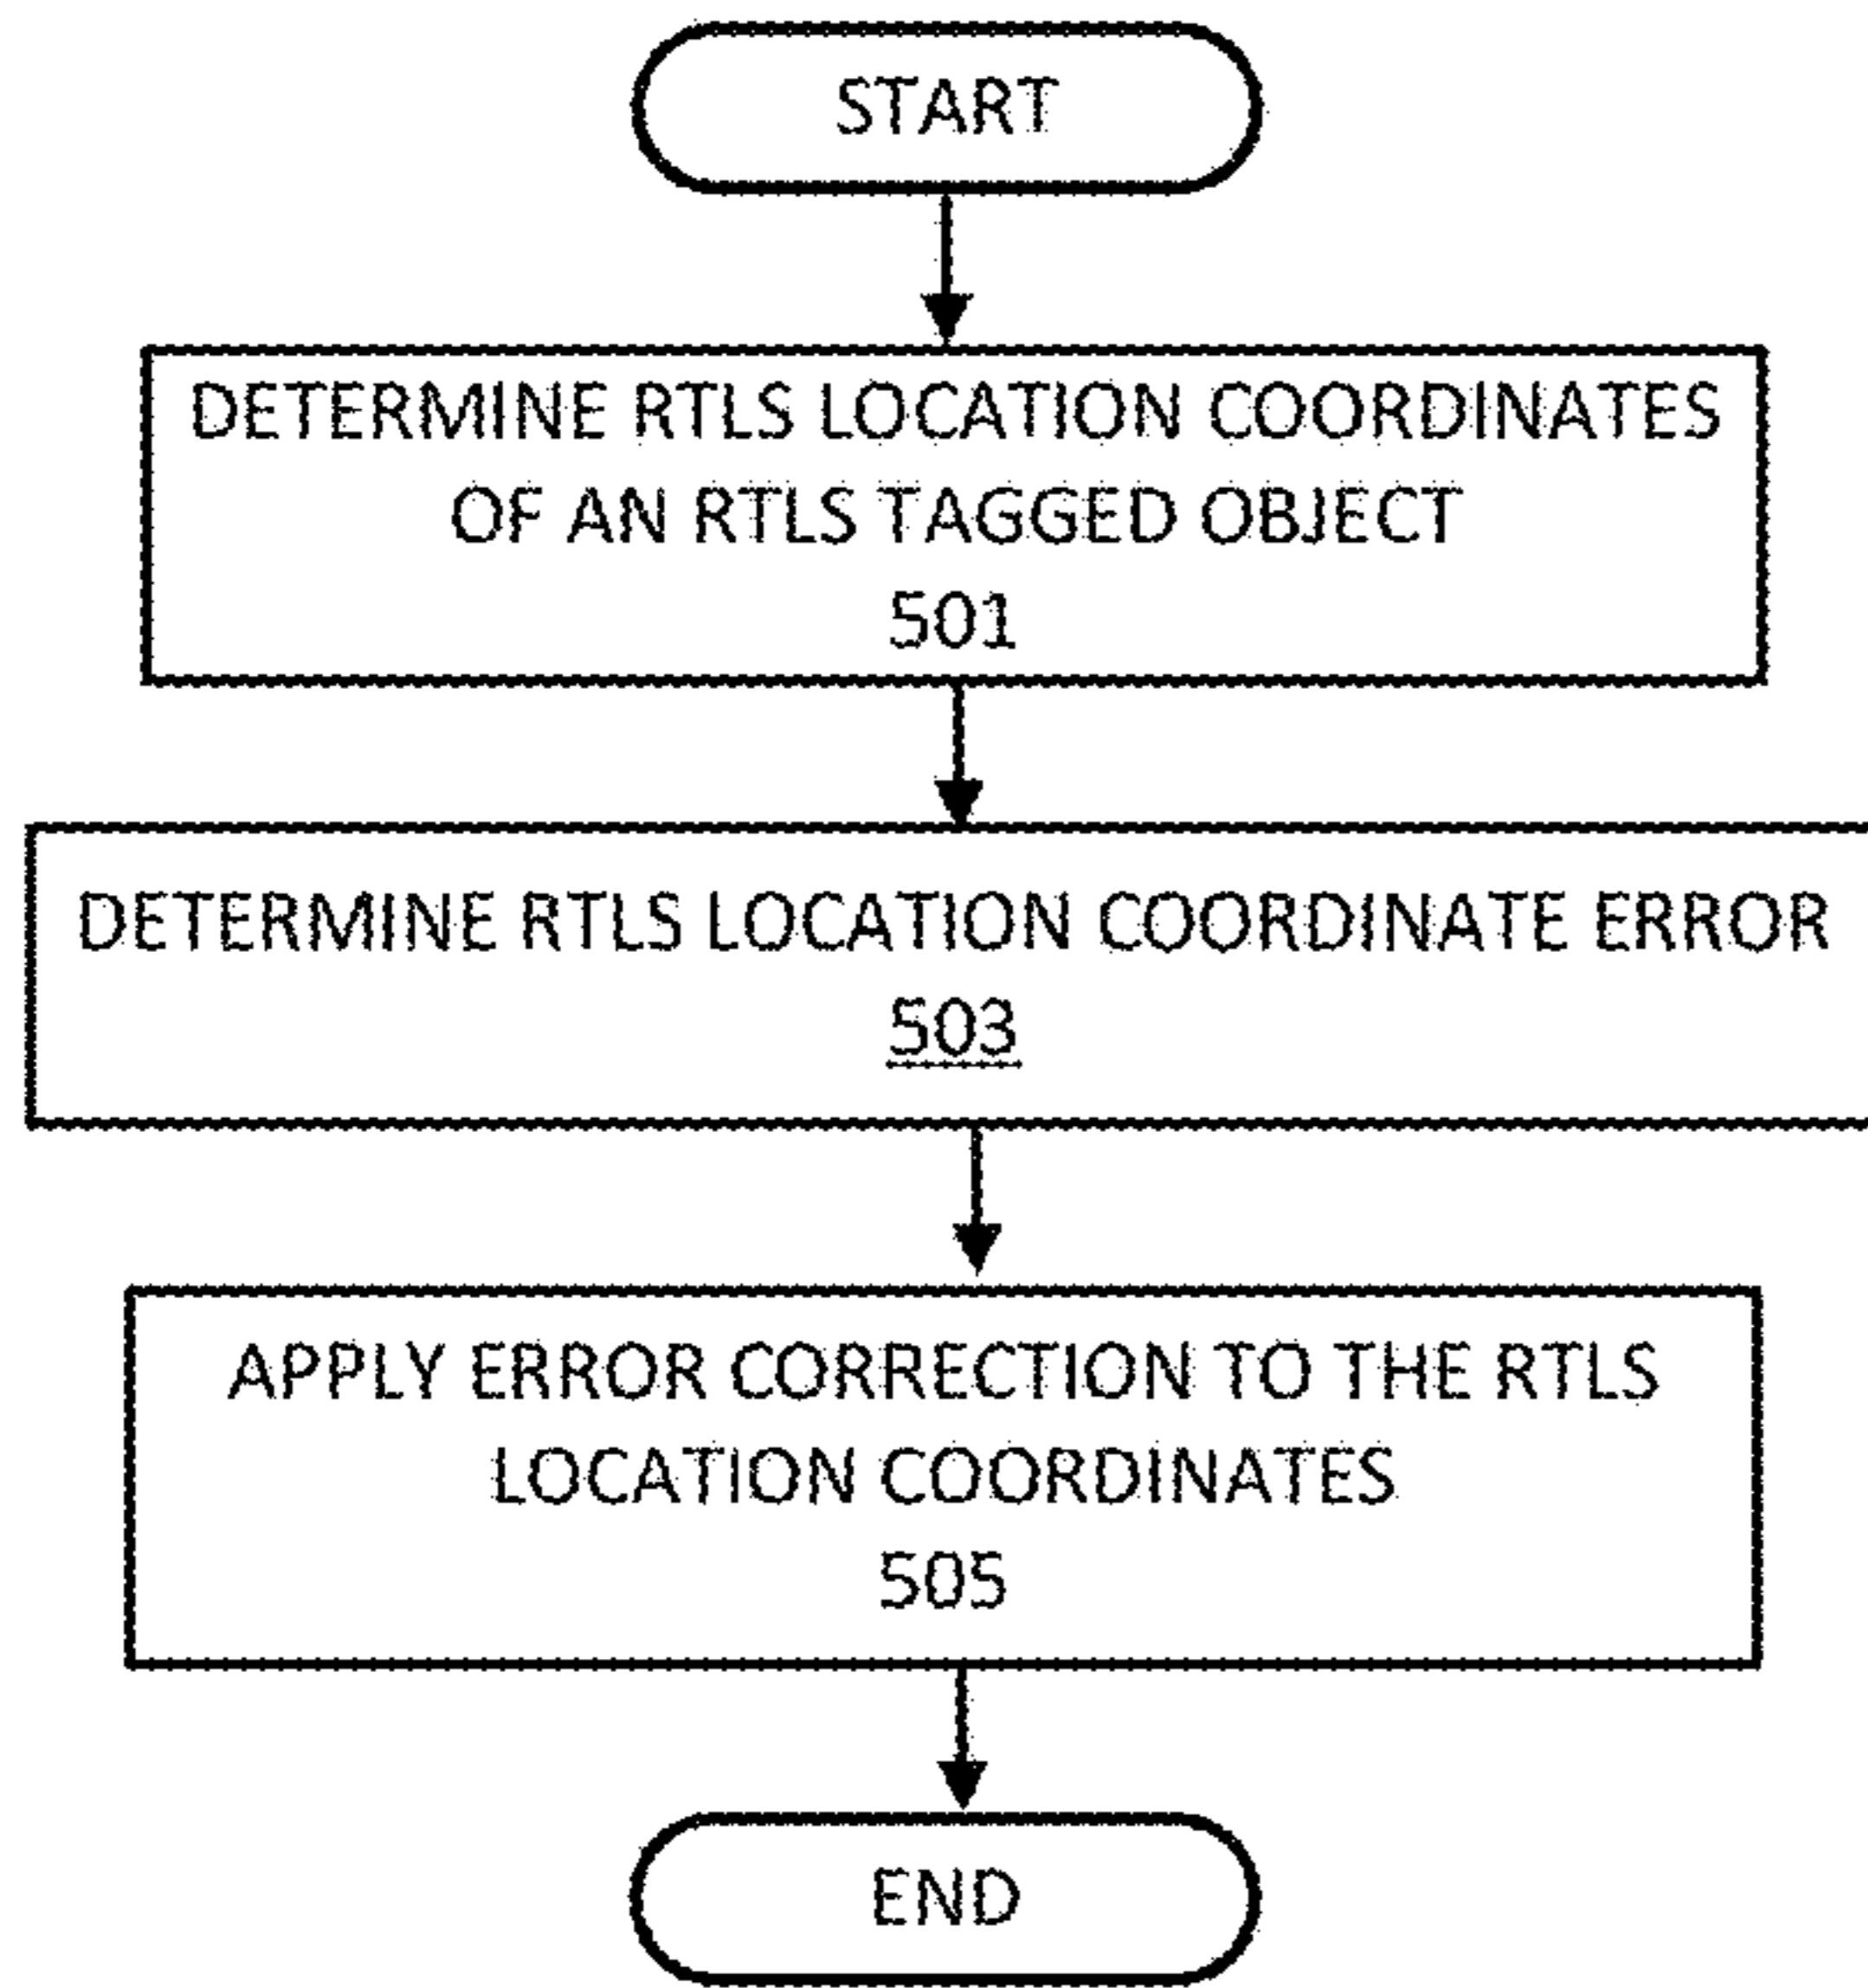 START
DETERMINE RTLS LOCATION COORDINATES
OF AN RTLS TAGGED OBJECT
501
DETERMINE RTLS LOCATION COORDINATE ERROR
503
APPLY ERROR CORRECTION TO THE RTLS
LOCATION COORDINATES
505
END